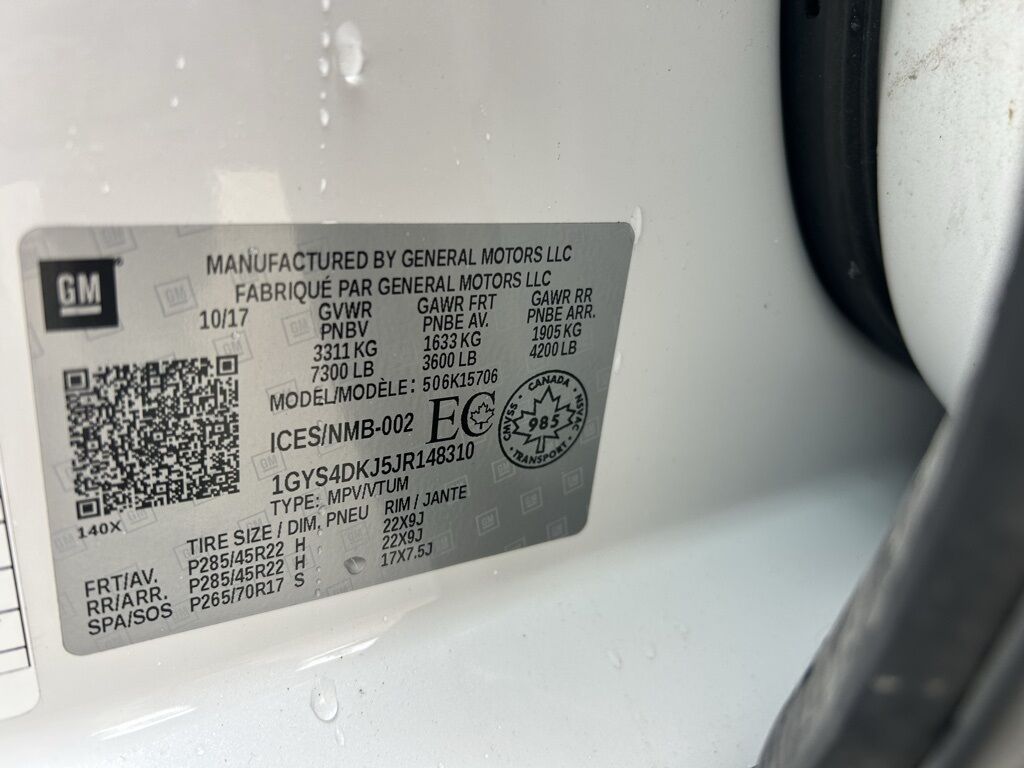 GM
MANUFACTURED BY GENERAL MOTORS LLC
FABRIQUÉ PAR GENERAL MOTORS LLC
10/17 GVWR GAWR FRT GAWR RR
PNBV PNBE AV. PNBE ARR.
3311 KG 1633 KG 1905 KG
7300 LB 3600 LB 4200 LB
MODEL/MODÈLE: 506K15706
ICES/NMB-002 EC
CANADA
CMVSS 985 NSVAC
TRANSPORT
1GYS4DKJ5JR148310
140X TYPE: MPV/VTUM
TIRE SIZE / DIM, PNEU RIM / JANTE
FRT/AV. P285/45R22 H 22X9J
RR/ARR. P285/45R22 H 22X9J
SPA/SOS P265/70R17 S 17X7.5J